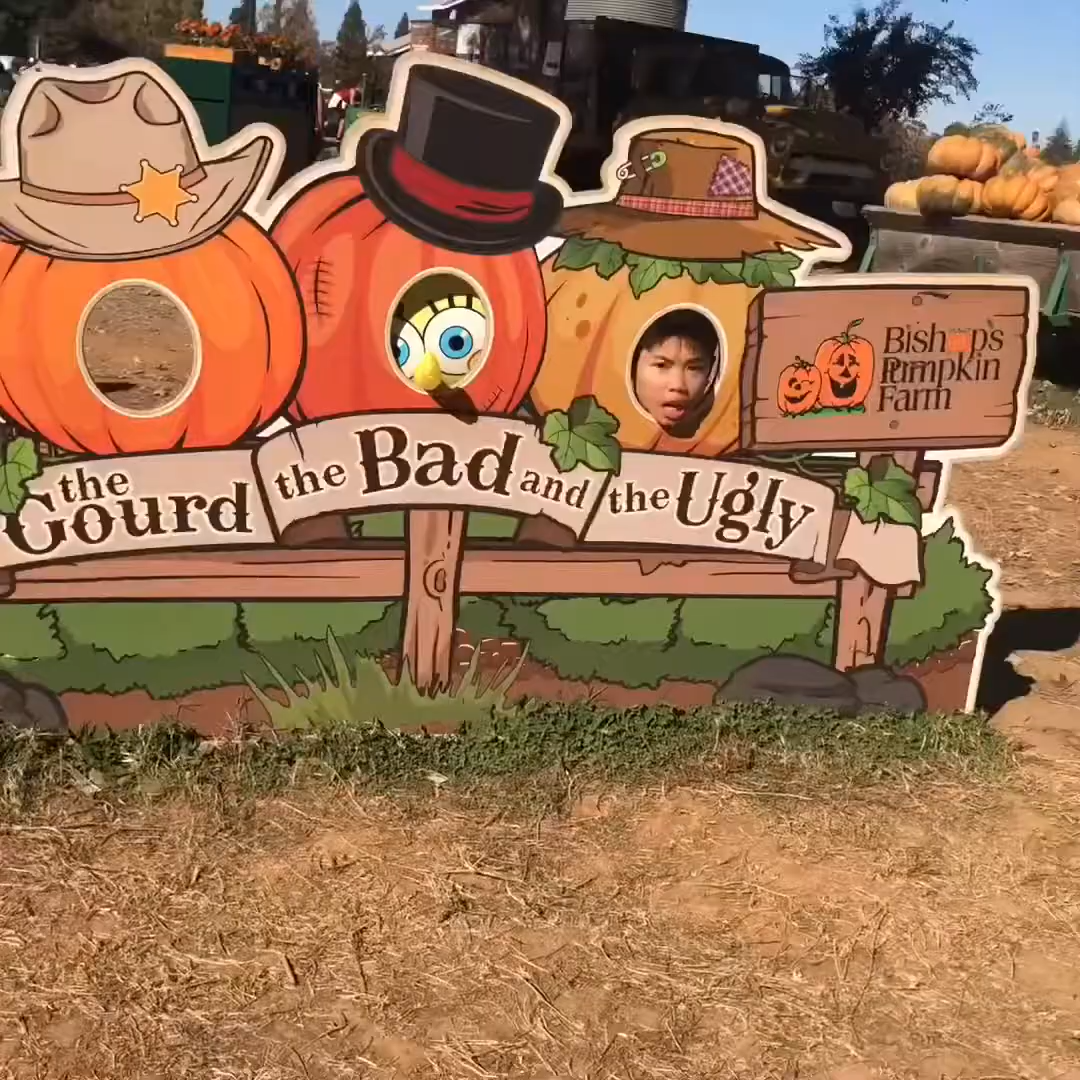 the
Gourd
the Bad and
the Ugly
Bishop's
Pumpkin
Farm